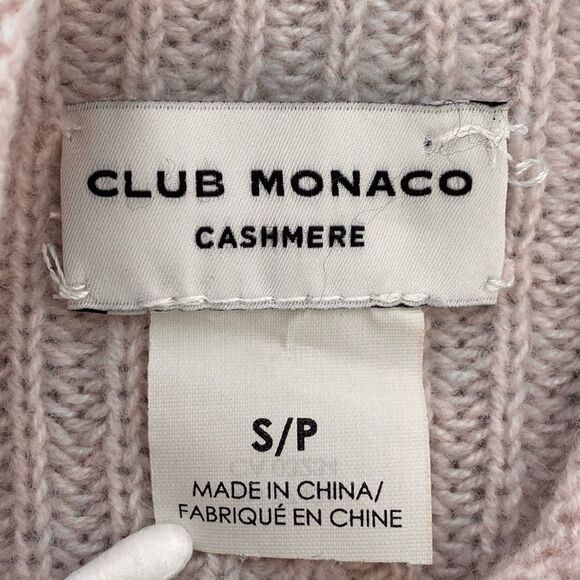 CLUB MONACO
CASHMERE
S/P
MADE IN CHINA/
FABRIQUÉ EN CHINE